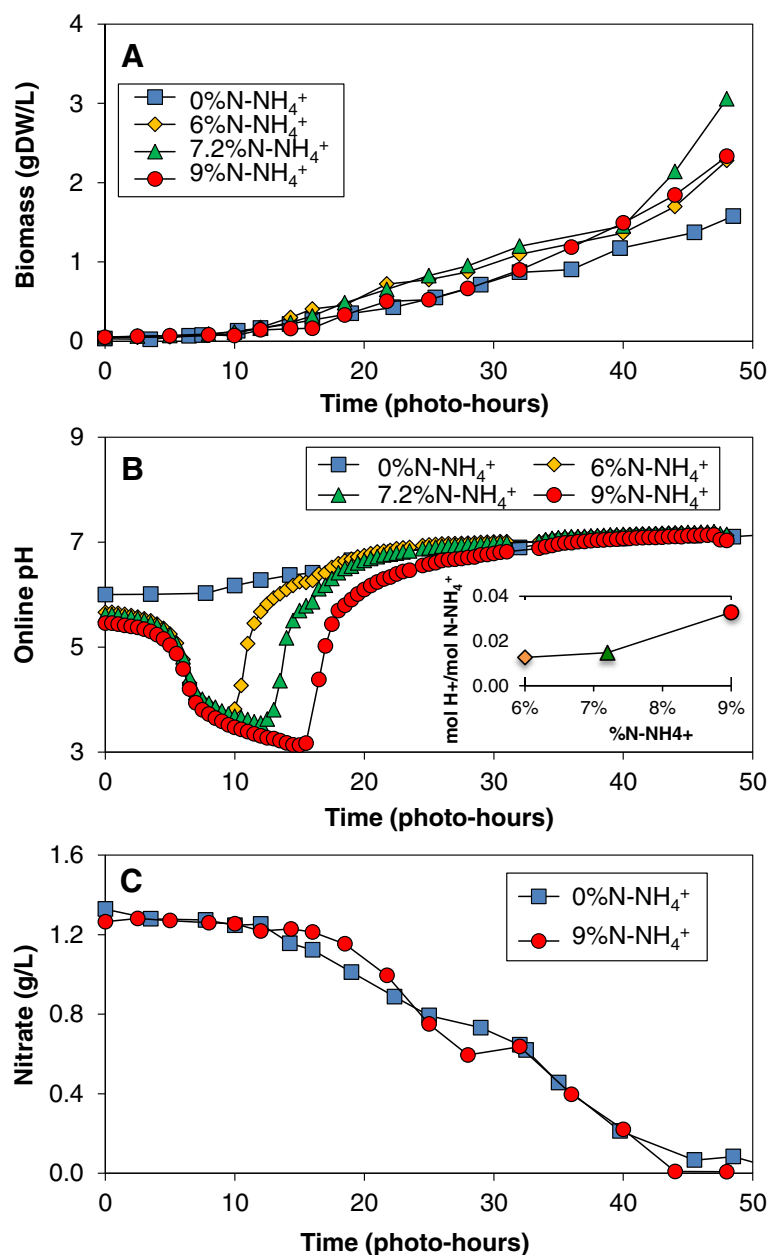 4
3
2
1
0
Biomass (gDW/L)
A
0%N-NH₄⁺
6%N-NH₄⁺
7.2%N-NH₄⁺
9%N-NH₄⁺
0 10 20 30 40 50
Time (photo-hours)
9
7
5
3
Online pH
B
0%N-NH₄⁺ 6%N-NH₄⁺
7.2%N-NH₄⁺ 9%N-NH₄⁺
mol H+/mol N-NH₄⁺
0.04
0.02
0.00
6% 7% 8% 9%
%N-NH4+
0 10 20 30 40 50
Time (photo-hours)
1.6
1.2
0.8
0.4
0.0
Nitrate (g/L)
C
0%N-NH₄⁺
9%N-NH₄⁺
0 10 20 30 40 50
Time (photo-hours)